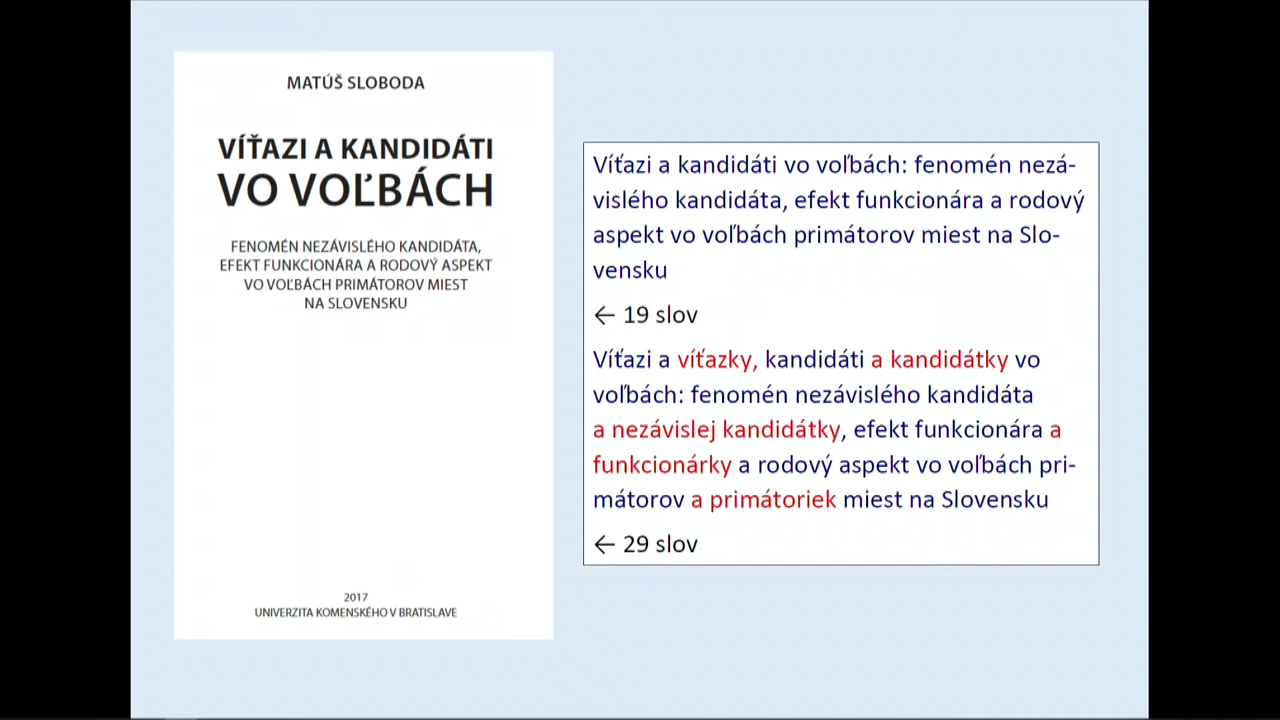 MATÚŠ SLOBODA
VÍŤAZI A KANDIDÁTI
VO VOĽBÁCH
FENOMÉN NEZÁVISLÉHO KANDIDÁTA,
EFEKT FUNKCIONÁRA A RODOVÝ ASPEKT
VO VOĽBÁCH PRIMÁTOROV MIEST
NA SLOVENSKU
2017
UNIVERZITA KOMENSKÉHO V BRATISLAVE
Víťazi a kandidáti vo voľbách: fenomén nezá-
vislého kandidáta, efekt funkcionára a rodový
aspekt vo voľbách primátorov miest na Slo-
vensku
← 19 slov
Víťazi a víťazky, kandidáti a kandidátky vo
voľbách: fenomén nezávislého kandidáta
a nezávislej kandidátky, efekt funkcionára a
funkcionárky a rodový aspekt vo voľbách pri-
mátorov a primátoriek miest na Slovensku
← 29 slov